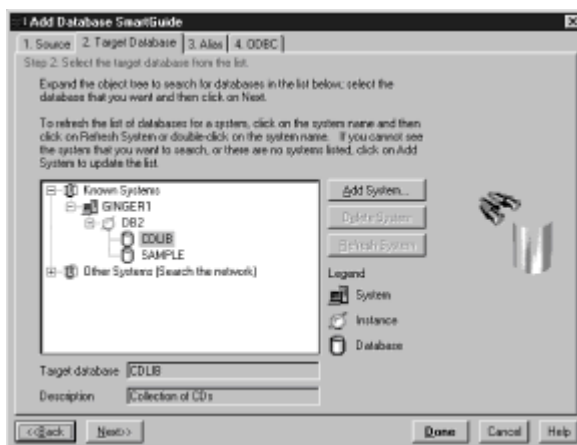 Add Database SmartGuide
1. Source 2. Target Database 3. Alias 4. ODBC
Step 2. Select the target database from the list.
Expand the object tree to search for databases in the list below; select the
database that you want and then click on Next.
To refresh the list of databases for a system, click on the system name and then
click on Refresh System or double-click on the system name. If you cannot see
the system that you want to search, or there are no systems listed, click on Add
System to update the list.
Known Systems
GINGER1
DB2
CDLIB
SAMPLE
Other Systems (Search the network)
Add System...
Delete System
Refresh System
Legend
System
Instance
Database
Target database CDLIB
Description Collection of CDs
<<Back Next>> Done Cancel Help